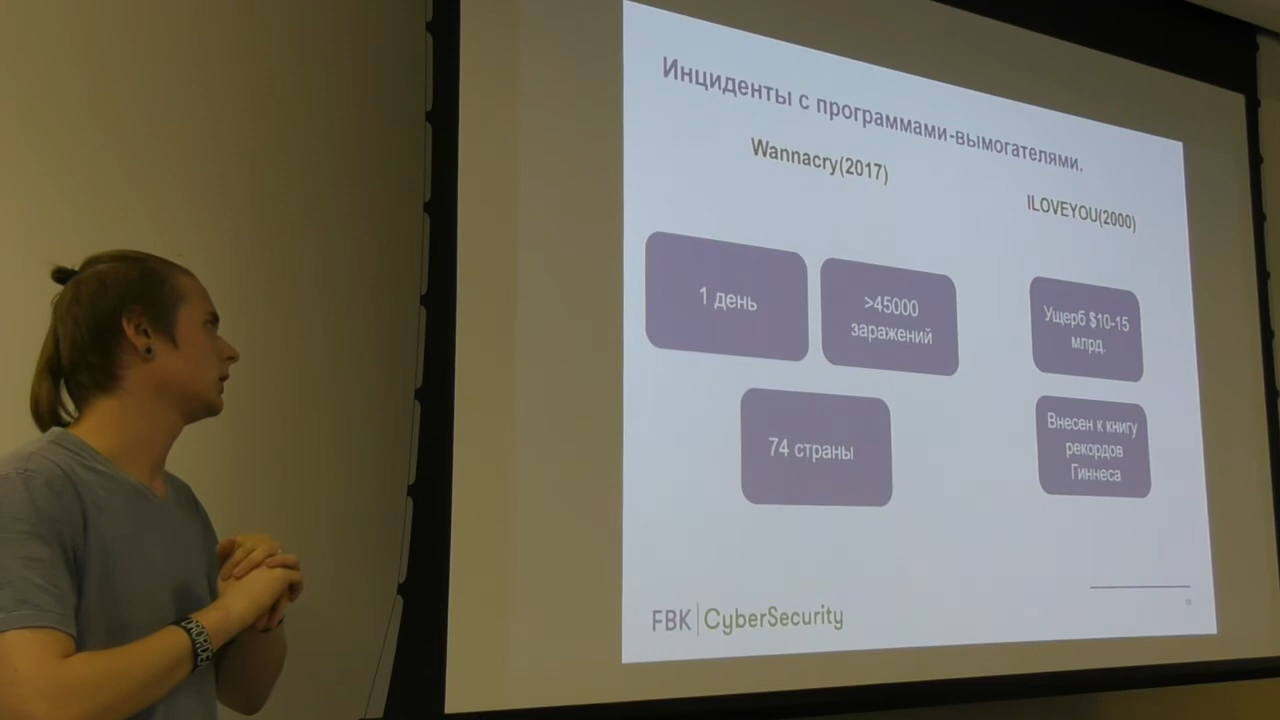 Инциденты с программами-вымогателями.
Wannacry(2017)
1 день
>45000
заражений
74 страны
ILOVEYOU(2000)
Ущерб $10-15
млрд.
Внесен к книгу
рекордов
Гиннеса
FBK CyberSecurity